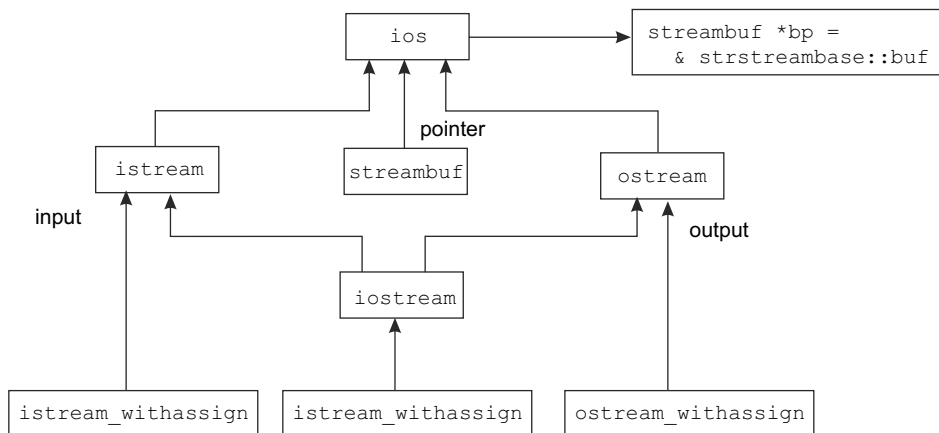 ios
streambuf *bp =
& strstreambase::buf
pointer
istream
streambuf
ostream
input
output
iostream
istream_withassign
istream_withassign
ostream_withassign